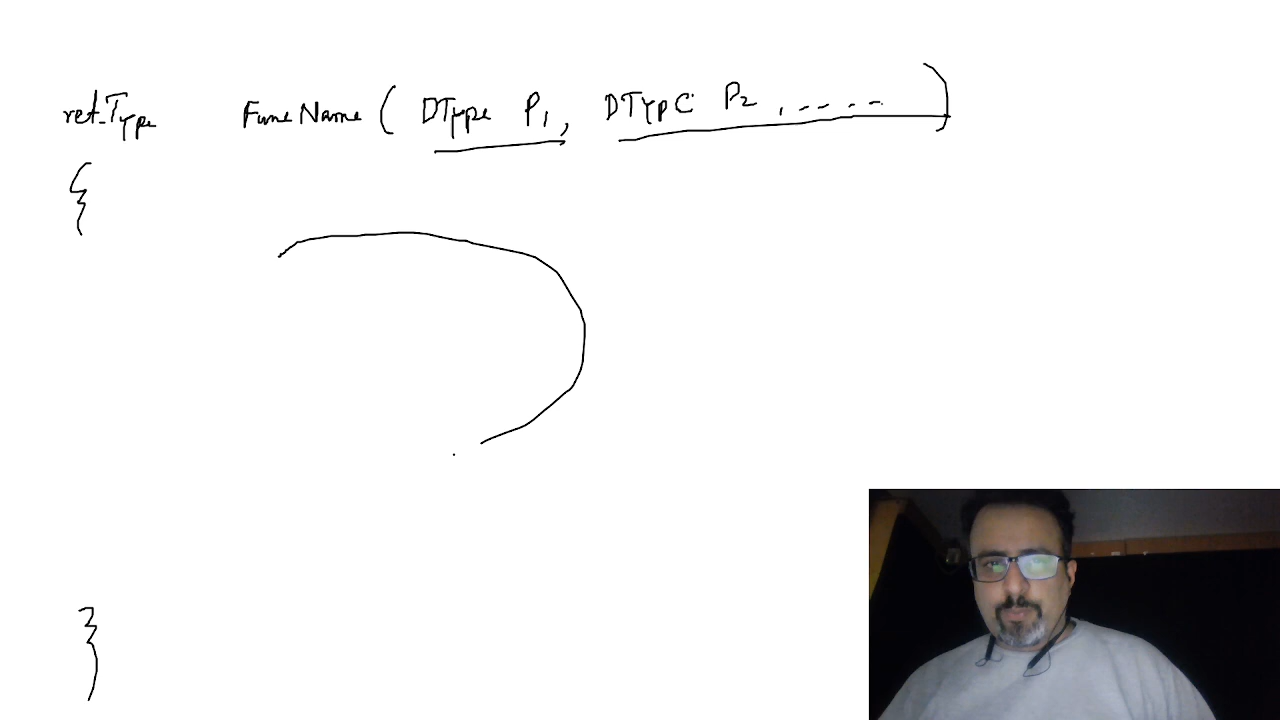 ret_Type FuncName ( DType P1, DType P2 , ---- )
{
}